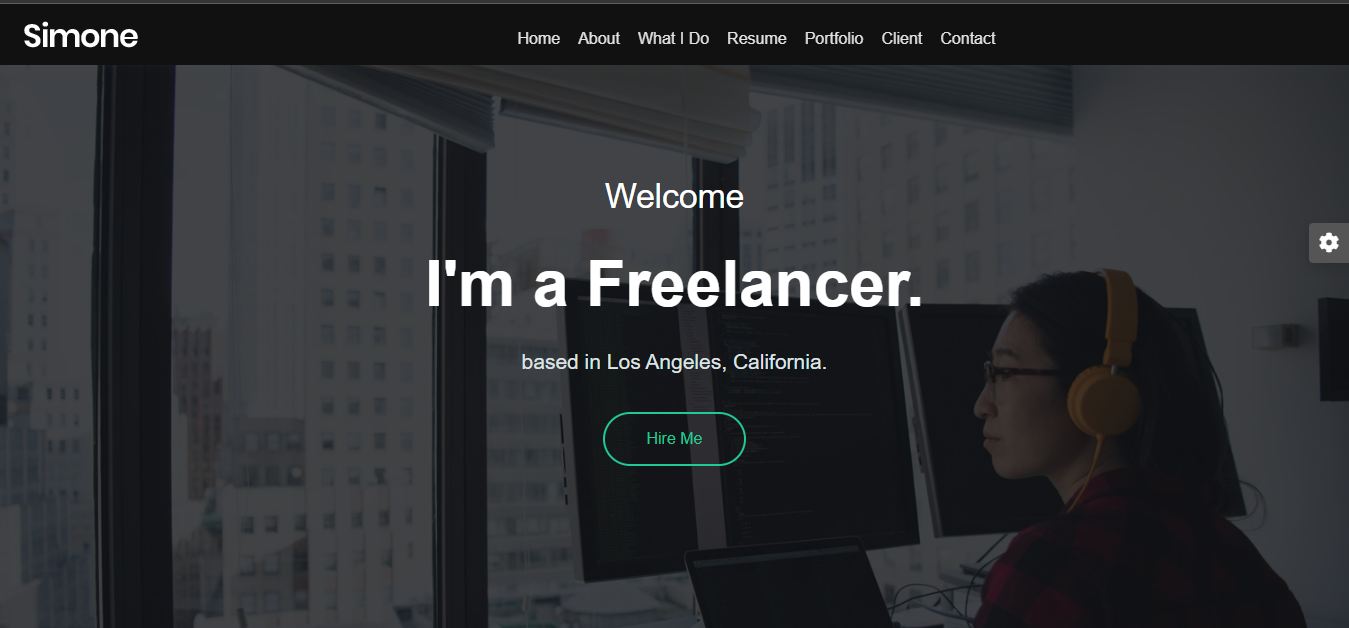 Simone
Home About What I Do Resume Portfolio Client Contact
Welcome
I'm a Freelancer.
based in Los Angeles, California.
Hire Me